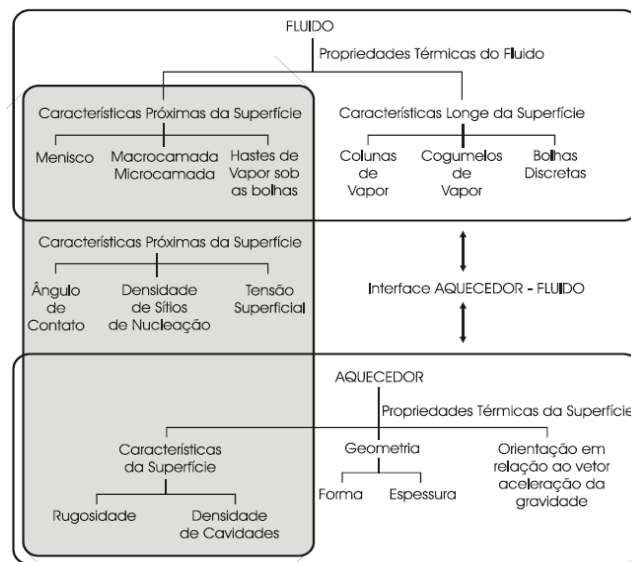 FLUIDO
Propriedades Térmicas do Fluido
Características Próximas da Superfície
Menisco
Macrocamada
Microcamada
Hastes de
Vapor sob
as bolhas
Características Longe da Superfície
Colunas
de
Vapor
Cogumelos
de
Vapor
Bolhas
Discretas
Características Próximas da Superfície
Ângulo
de
Contato
Densidade
de Sítios
de Nucleação
Tensão
Superficial
Interface AQUECEDOR - FLUIDO
AQUECEDOR
Propriedades Térmicas da Superfície
Características
da Superfície
Rugosidade
Densidade
de Cavidades
Geometria
Forma
Espessura
Orientação em
relação ao vetor
aceleração da
gravidade